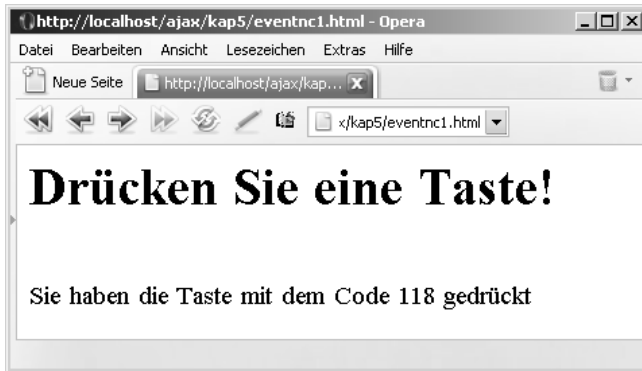 http://localhost/ajax/kap5/eventnc1.html - Opera
Datei Bearbeiten Ansicht Lesezeichen Extras Hilfe
Neue Seite http://localhost/ajax/kap...
x/kap5/eventnc1.html
Drücken Sie eine Taste!
Sie haben die Taste mit dem Code 118 gedrückt